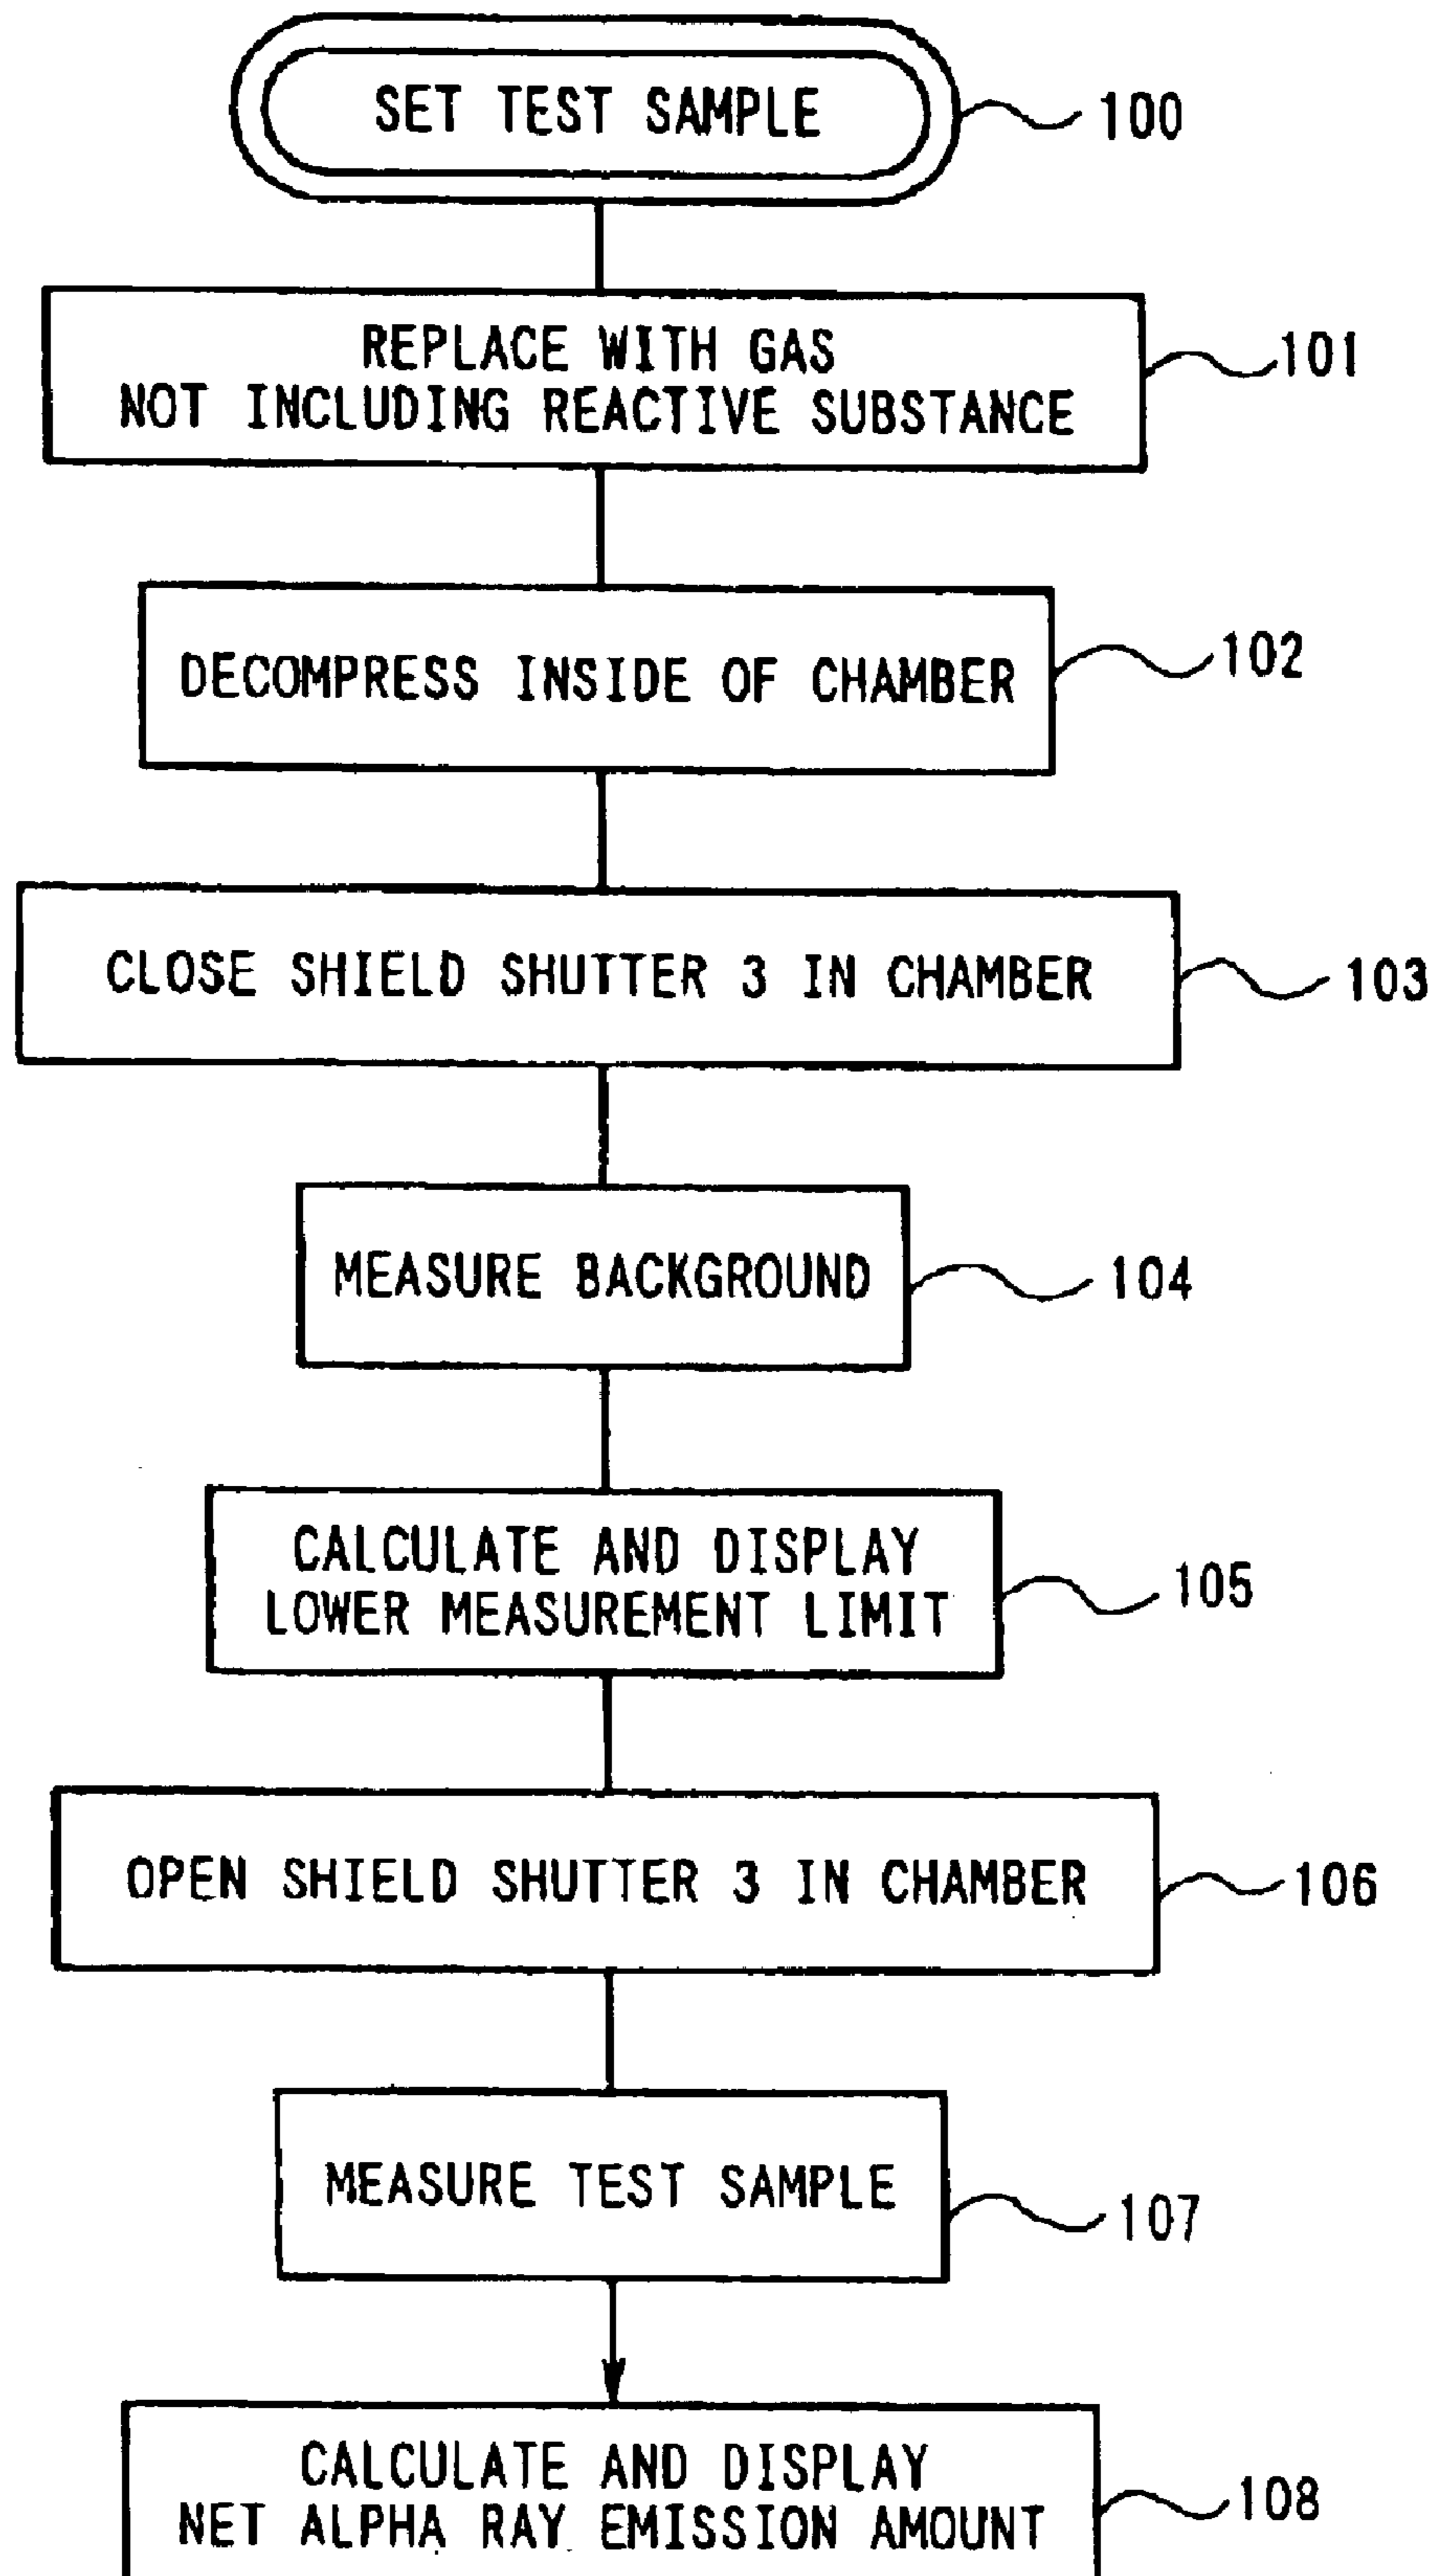 SET TEST SAMPLE
100
REPLACE WITH GAS
NOT INCLUDING REACTIVE SUBSTANCE
101
DECOMPRESS INSIDE OF CHAMBER
102
CLOSE SHIELD SHUTTER 3 IN CHAMBER
103
MEASURE BACKGROUND
104
CALCULATE AND DISPLAY
LOWER MEASUREMENT LIMIT
105
OPEN SHIELD SHUTTER 3 IN CHAMBER
106
MEASURE TEST SAMPLE
107
CALCULATE AND DISPLAY
NET ALPHA RAY EMISSION AMOUNT
108